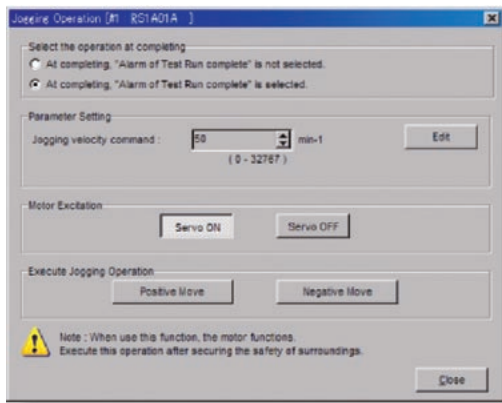 Jogging Operation [#1 RS1A01A ]
Select the operation at completing
At completing, "Alarm of Test Run complete" is not selected.
At completing, "Alarm of Test Run complete" is selected.
Parameter Setting
Jogging velocity command : 50 min-1 Edit
( 0 - 32767 )
Motor Excitation
Servo ON Servo OFF
Execute Jogging Operation
Positive Move Negative Move
Note : When use this function, the motor functions.
Execute this operation after securing the safety of surroundings.
Close